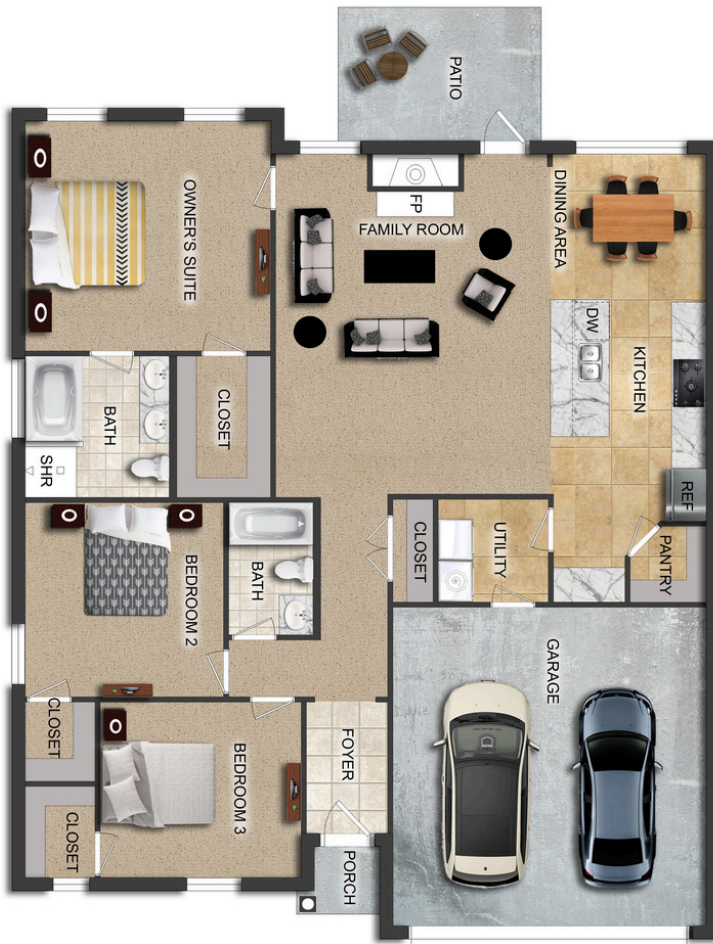 PATIO
OWNER'S SUITE
FP
FAMILY ROOM
DINING AREA
DW
KITCHEN
REF
PANTRY
BATH
SHR
CLOSET
BEDROOM 2
BATH
CLOSET
UTILITY
GARAGE
CLOSET
BEDROOM 3
FOYER
CLOSET
PORCH